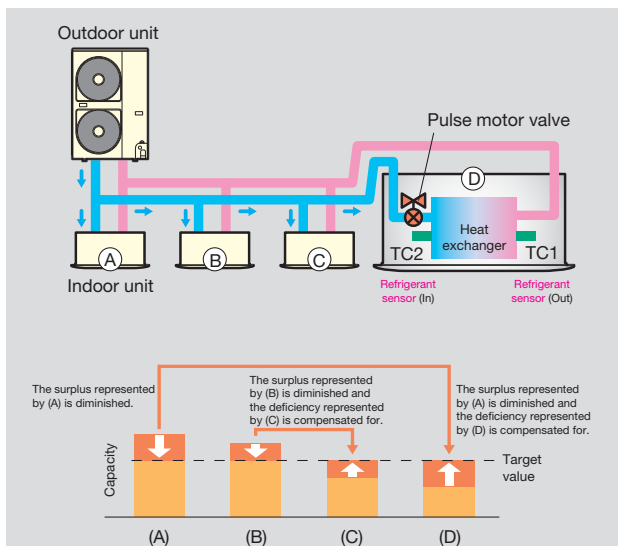 Outdoor unit
Pulse motor valve
D
Heat
exchanger
TC2
TC1
A
B
C
Indoor unit
Refrigerant
sensor (In)
Refrigerant
sensor (Out)
The surplus represented
by (A) is diminished.
The surplus represented
by (B) is diminished and
the deficiency represented
by (C) is compensated for.
The surplus represented
by (A) is diminished and
the deficiency represented
by (D) is compensated for.
Capacity
Target
value
(A)
(B)
(C)
(D)